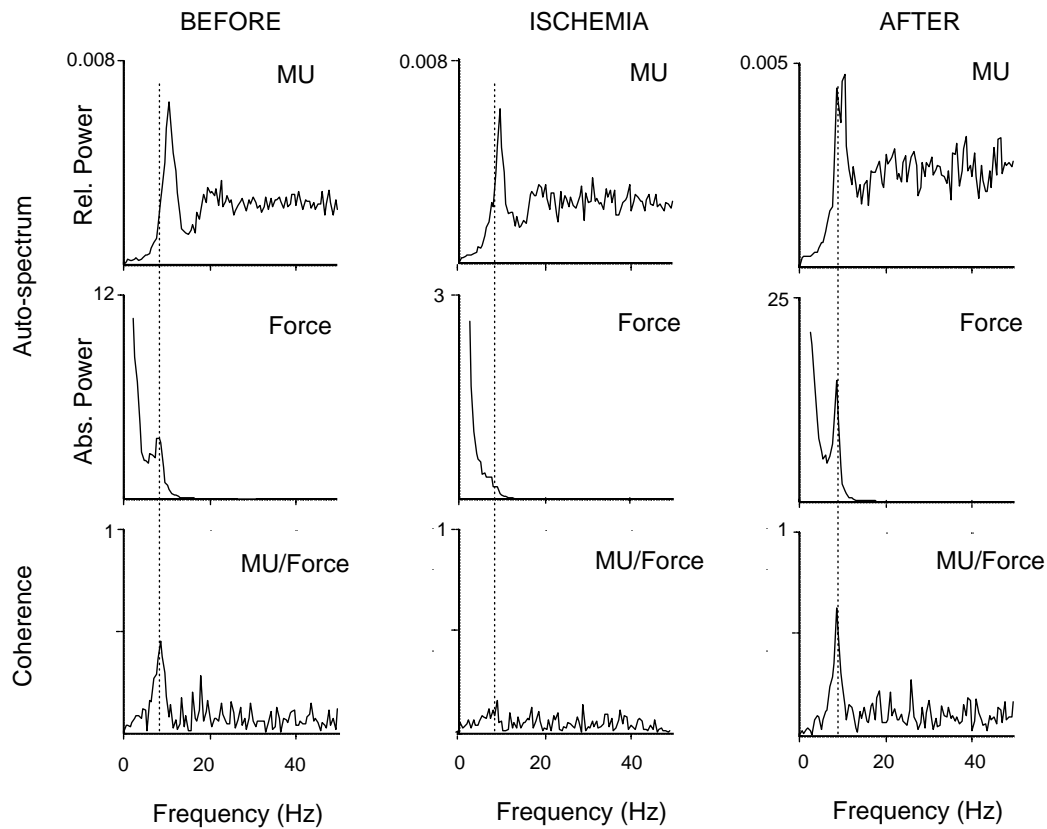 BEFORE
ISCHEMIA
AFTER
0.008
MU
0.008
MU
0.005
MU
Rel. Power
Auto-spectrum
12
Force
3
Force
25
Force
Abs. Power
1
MU/Force
1
MU/Force
1
MU/Force
Coherence
0 20 40
0 20 40
0 20 40
Frequency (Hz)
Frequency (Hz)
Frequency (Hz)